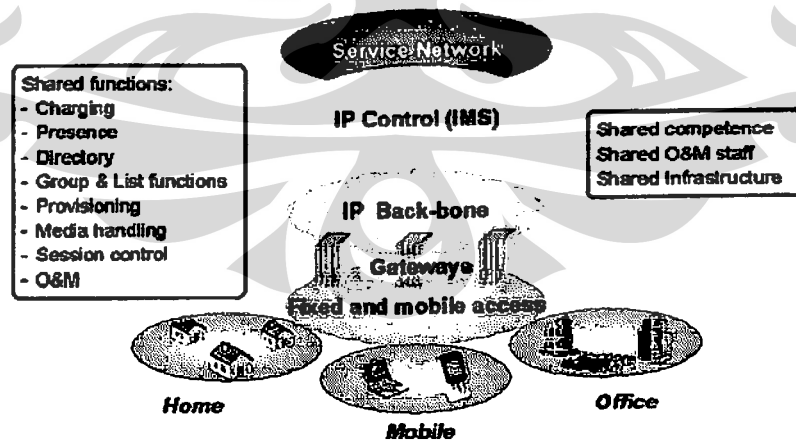 Service Network
Shared functions:
- Charging
- Presence
- Directory
- Group & List functions
- Provisioning
- Media handling
- Session control
- O&M
IP Control (IMS)
Shared competence
Shared O&M staff
Shared Infrastructure
IP Back-bone
Gateways
Fixed and mobile access
Home
Mobile
Office